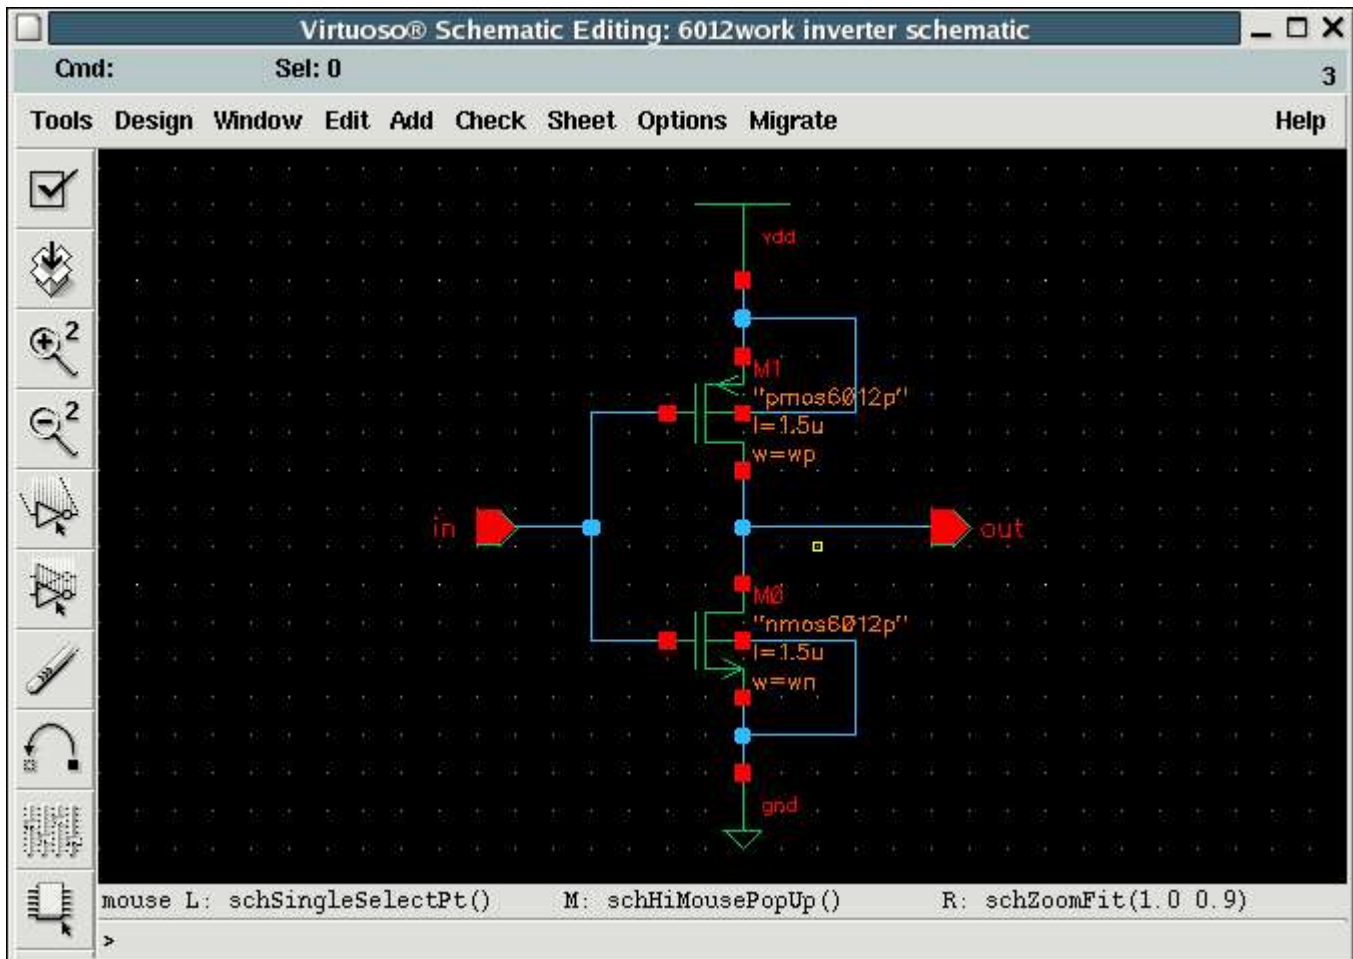 Virtuoso® Schematic Editing: 6012work inverter schematic
Cmd: Sel: 0 3
Tools Design Window Edit Add Check Sheet Options Migrate Help
2
2
vdd
M1
"pmos6012p"
l=1.5u
w=wp
in
out
M0
"nmos6012p"
l=1.5u
w=wn
gnd
mouse L: schSingleSelectPt() M: schHiMousePopUp() R: schZoomFit(1.0 0.9)
>